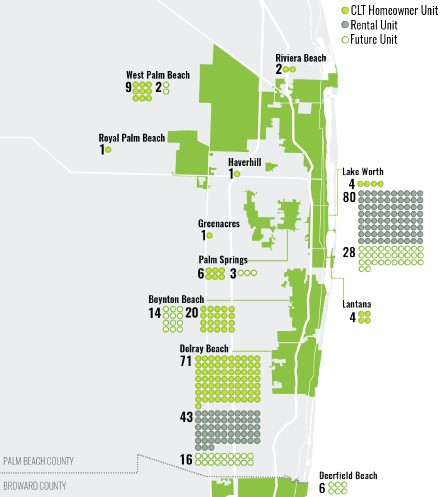 CLT Homeowner Unit
Rental Unit
Future Unit
Riviera Beach
2
West Palm Beach
9 2
Royal Palm Beach
1
Haverhill
1
Lake Worth
4
80
28
Greenacres
1
Palm Springs
6 3
Boynton Beach
14 20
Lantana
4
Delray Beach
71
43
16
PALM BEACH COUNTY
BROWARD COUNTY
Deerfield Beach
6